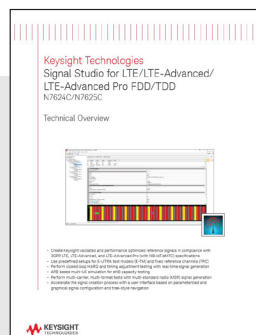 Keysight Technologies
Signal Studio for LTE/LTE-Advanced/
LTE-Advanced Pro FDD/TDD
N7624C/N7625C
Technical Overview
– Create Keysight validated and performance optimized reference signals in compliance with
3GPP LTE, LTE-Advanced, and LTE-Advanced Pro (with NB-IoT/eMTC) specifications
– Use predefined setups for E-UTRA test models (E-TM) and fixed reference channels (FRC)
– Perform closed loop HARQ and timing adjustment testing with real-time signal generation
– ARB based multi-UE simulation for eNB capacity testing
– Perform multi-carrier, multi-format tests with multi-standard radio (MSR) signal generation
– Accelerate the signal creation process with a user interface based on parameterized and
graphical signal configuration and tree-style navigation
KEYSIGHT
TECHNOLOGIES